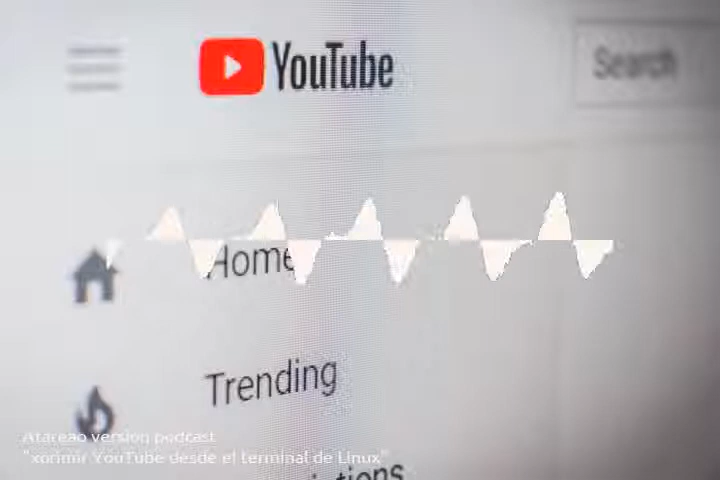 YouTube
Search
Home
Trending
Atareao version podcast
YouTube desde el terminal de Linux"